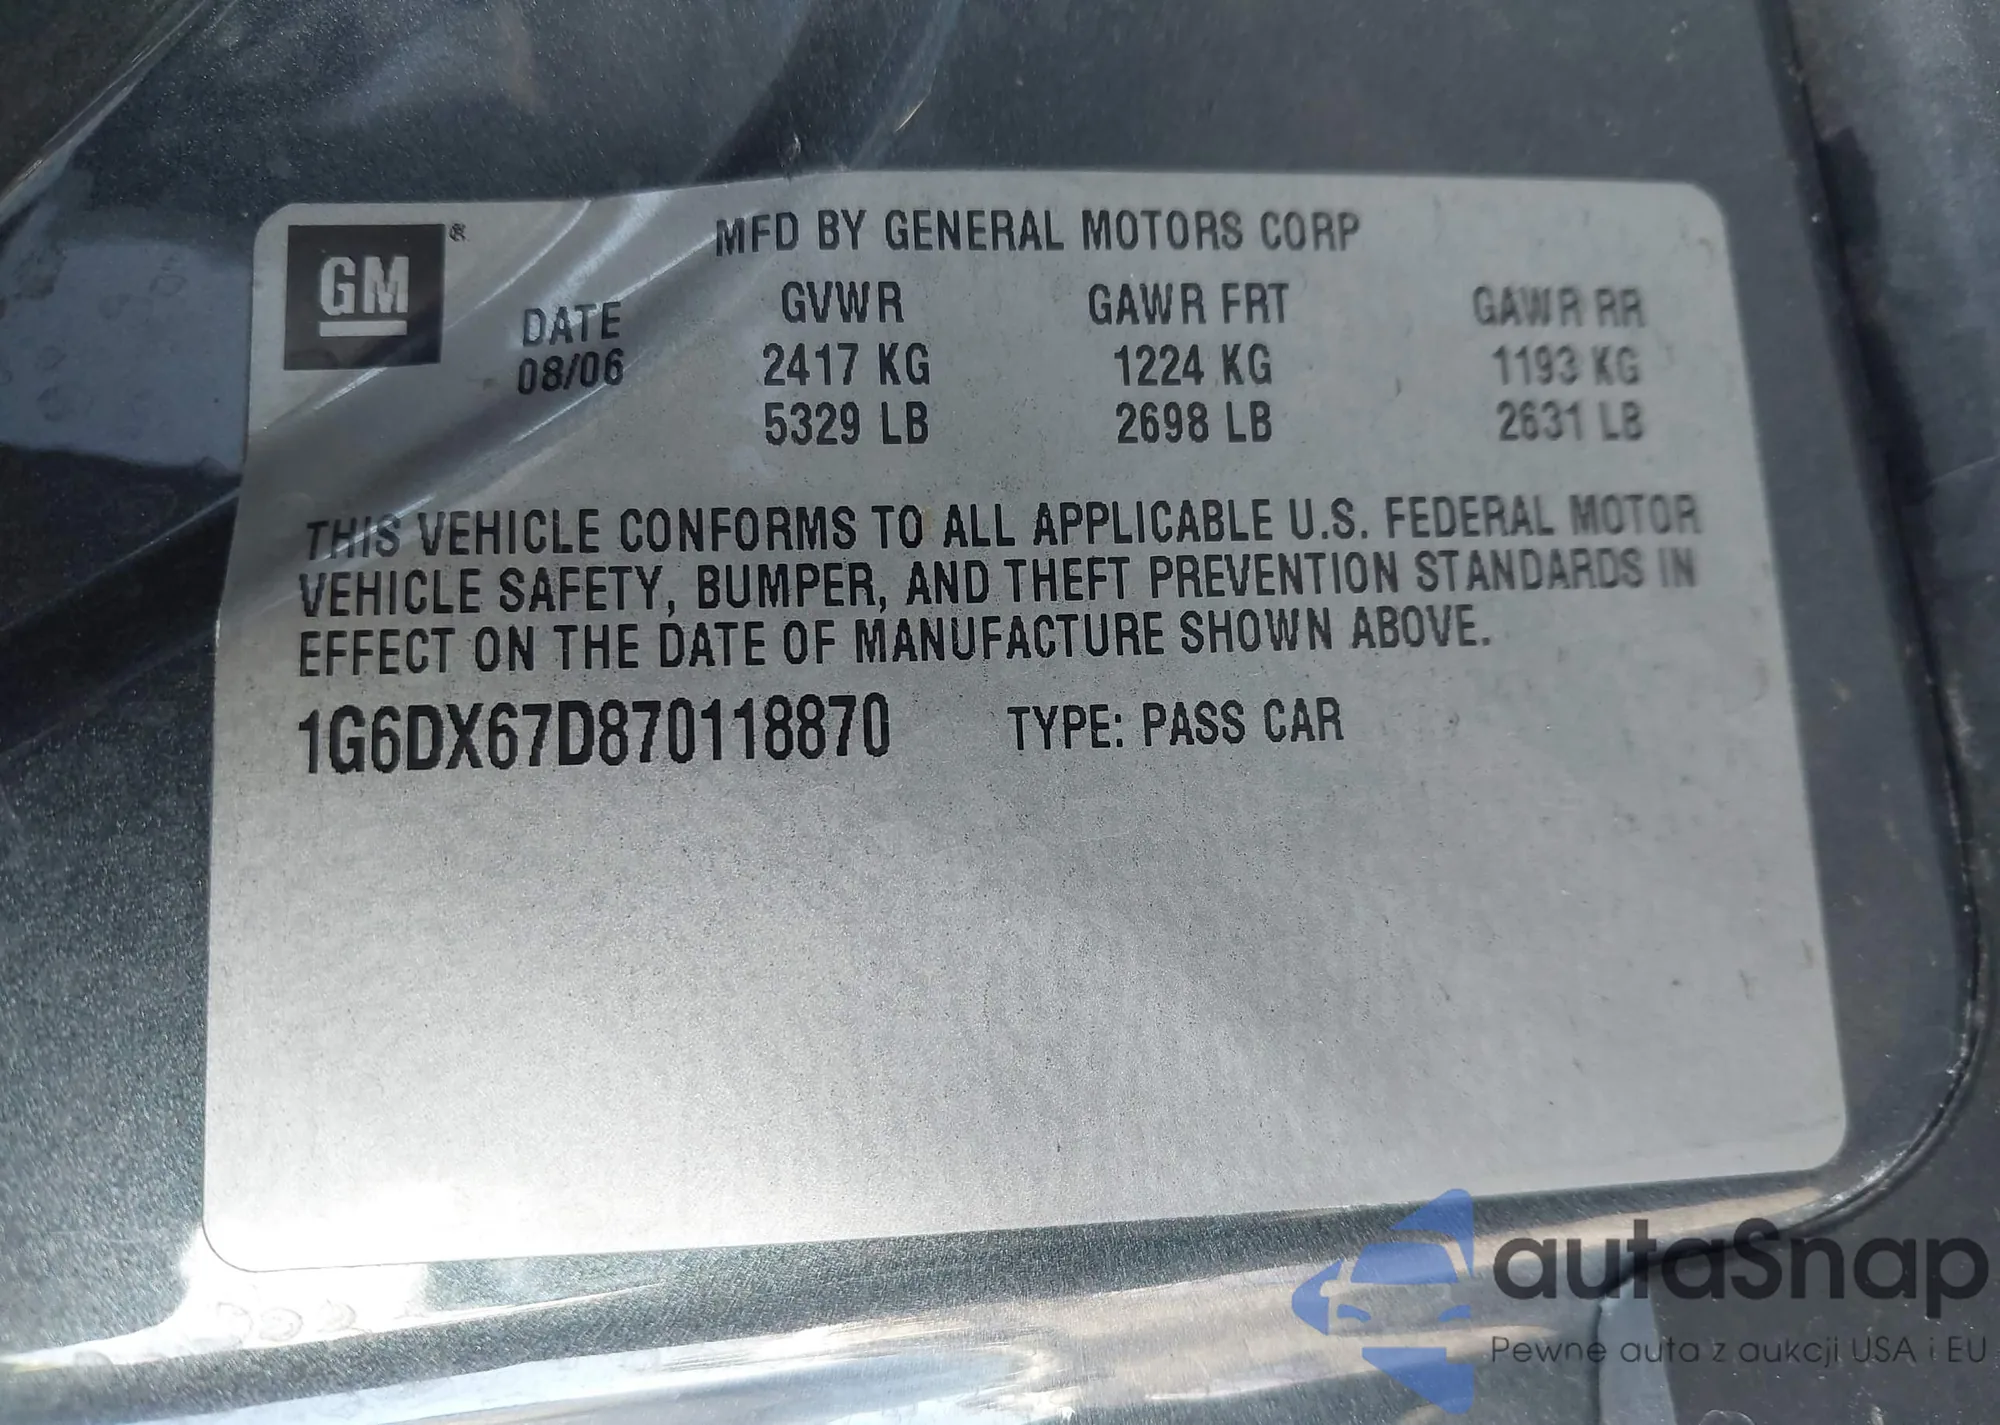 GM ®
MFD BY GENERAL MOTORS CORP
DATE GVWR GAWR FRT GAWR RR
08/06 2417 KG 1224 KG 1193 KG
5329 LB 2698 LB 2631 LB
THIS VEHICLE CONFORMS TO ALL APPLICABLE U.S. FEDERAL MOTOR
VEHICLE SAFETY, BUMPER, AND THEFT PREVENTION STANDARDS IN
EFFECT ON THE DATE OF MANUFACTURE SHOWN ABOVE.
1G6DX67D870118870 TYPE: PASS CAR
autaSnap
Pewne auta z aukcji USA i EU